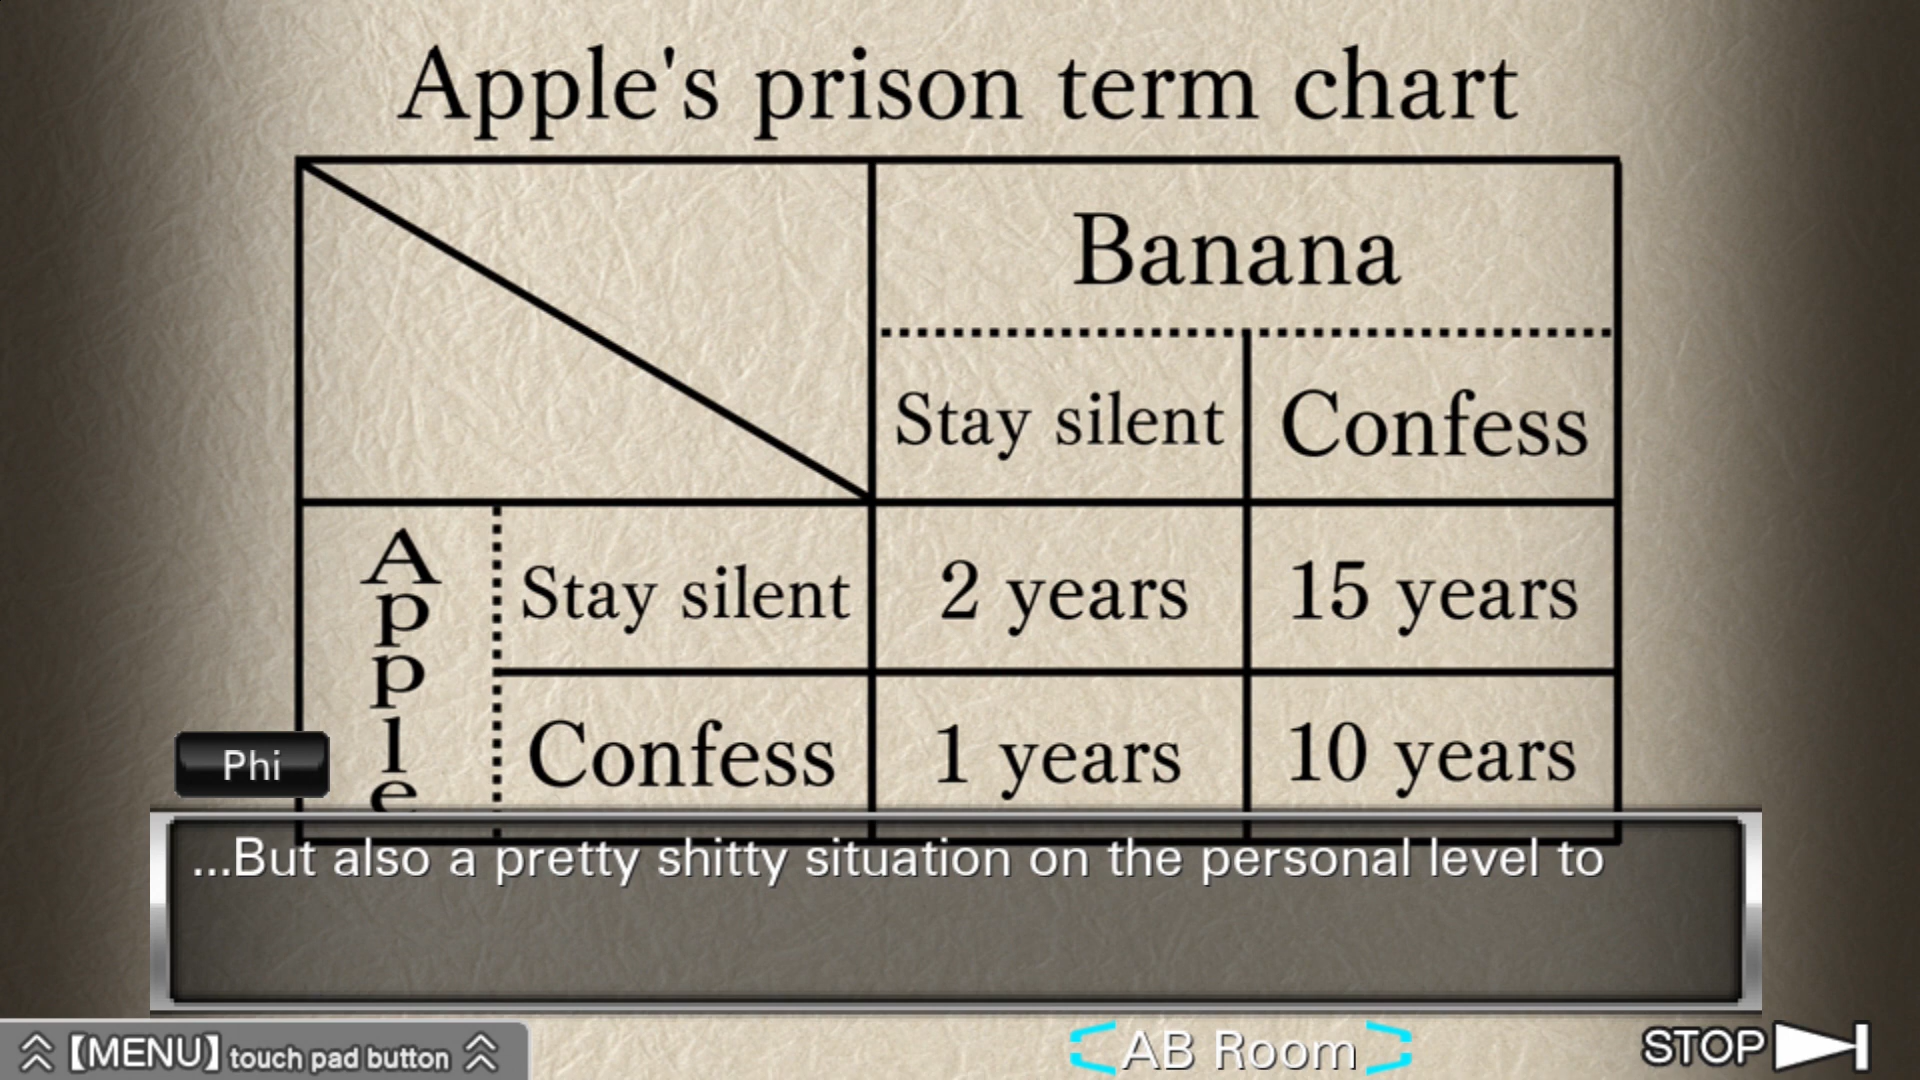 Apple's prison term chart
Banana
Stay silent
Confess
Apple
Stay silent
2 years
15 years
Confess
1 years
10 years
Phi
...But also a pretty shitty situation on the personal level to
【MENU】 touch pad button
AB Room
STOP